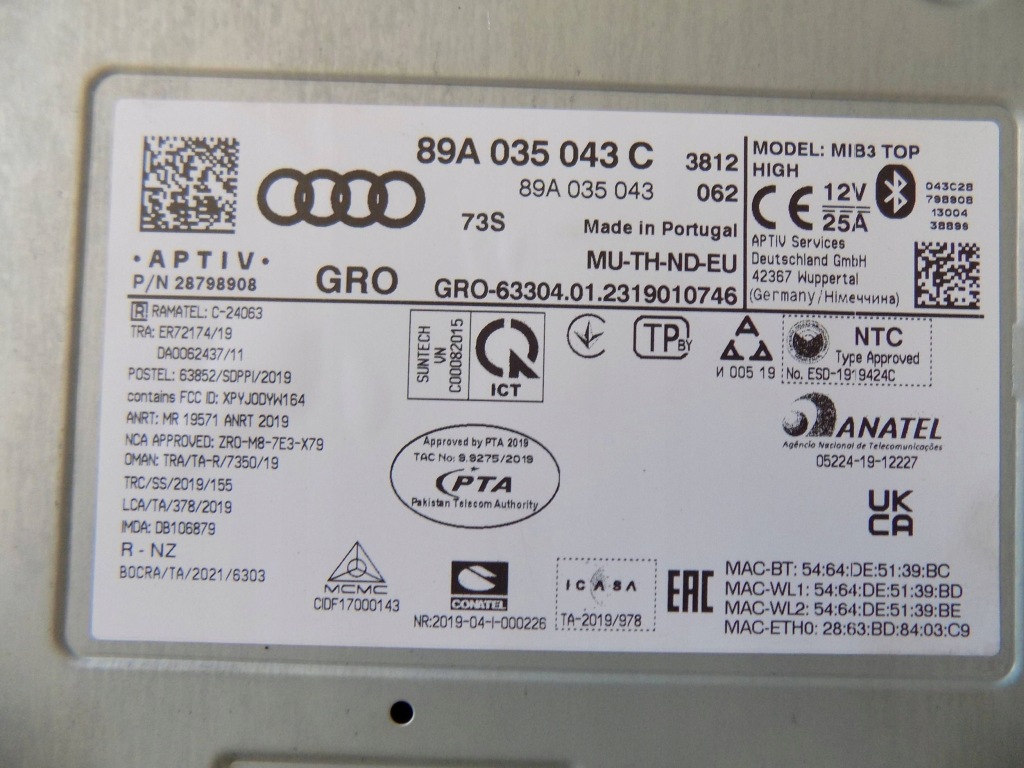 89A 035 043 C
3812
89A 035 043
062
73S
Made in Portugal
MU-TH-ND-EU
GRO
GRO-63304.01.2319010746
·APTIV·
P/N 28798908
MODEL: MIB3 TOP
HIGH
CE
12V
25A
APTIV Services
Deutschland GmbH
42367 Wuppertal
(Germany/Німеччина)
043C28
798908
13004
38899
R RAMATEL: C-24063
TRA: ER72174/19
DA0062437/11
POSTEL: 63852/SDPPI/2019
contains FCC ID: XPYJODYW164
ANRT: MR 19571 ANRT 2019
NCA APPROVED: ZRO-M8-7E3-X79
OMAN: TRA/TA-R/7350/19
TRC/SS/2019/155
LCA/TA/378/2019
IMDA: DB106879
R - NZ
BOCRA/TA/2021/6303
SUNTECH
VN
C00082015
ICT
TP BY
И 005 19
NTC
Type Approved
No. ESD-1919424C
ANATEL
Agência Nacional de Telecomunicações
05224-19-12227
Approved by PTA 2019
TAC No: 9.9275/2019
PTA
Pakistan Telecom Authority
UK
CA
MCMC
CIDF17000143
CONATEL
NR:2019-04-I-000226
ICASA
TA-2019/978
EAC
MAC-BT: 54:64:DE:51:39:BC
MAC-WL1: 54:64:DE:51:39:BD
MAC-WL2: 54:64:DE:51:39:BE
MAC-ETH0: 28:63:BD:84:03:C9